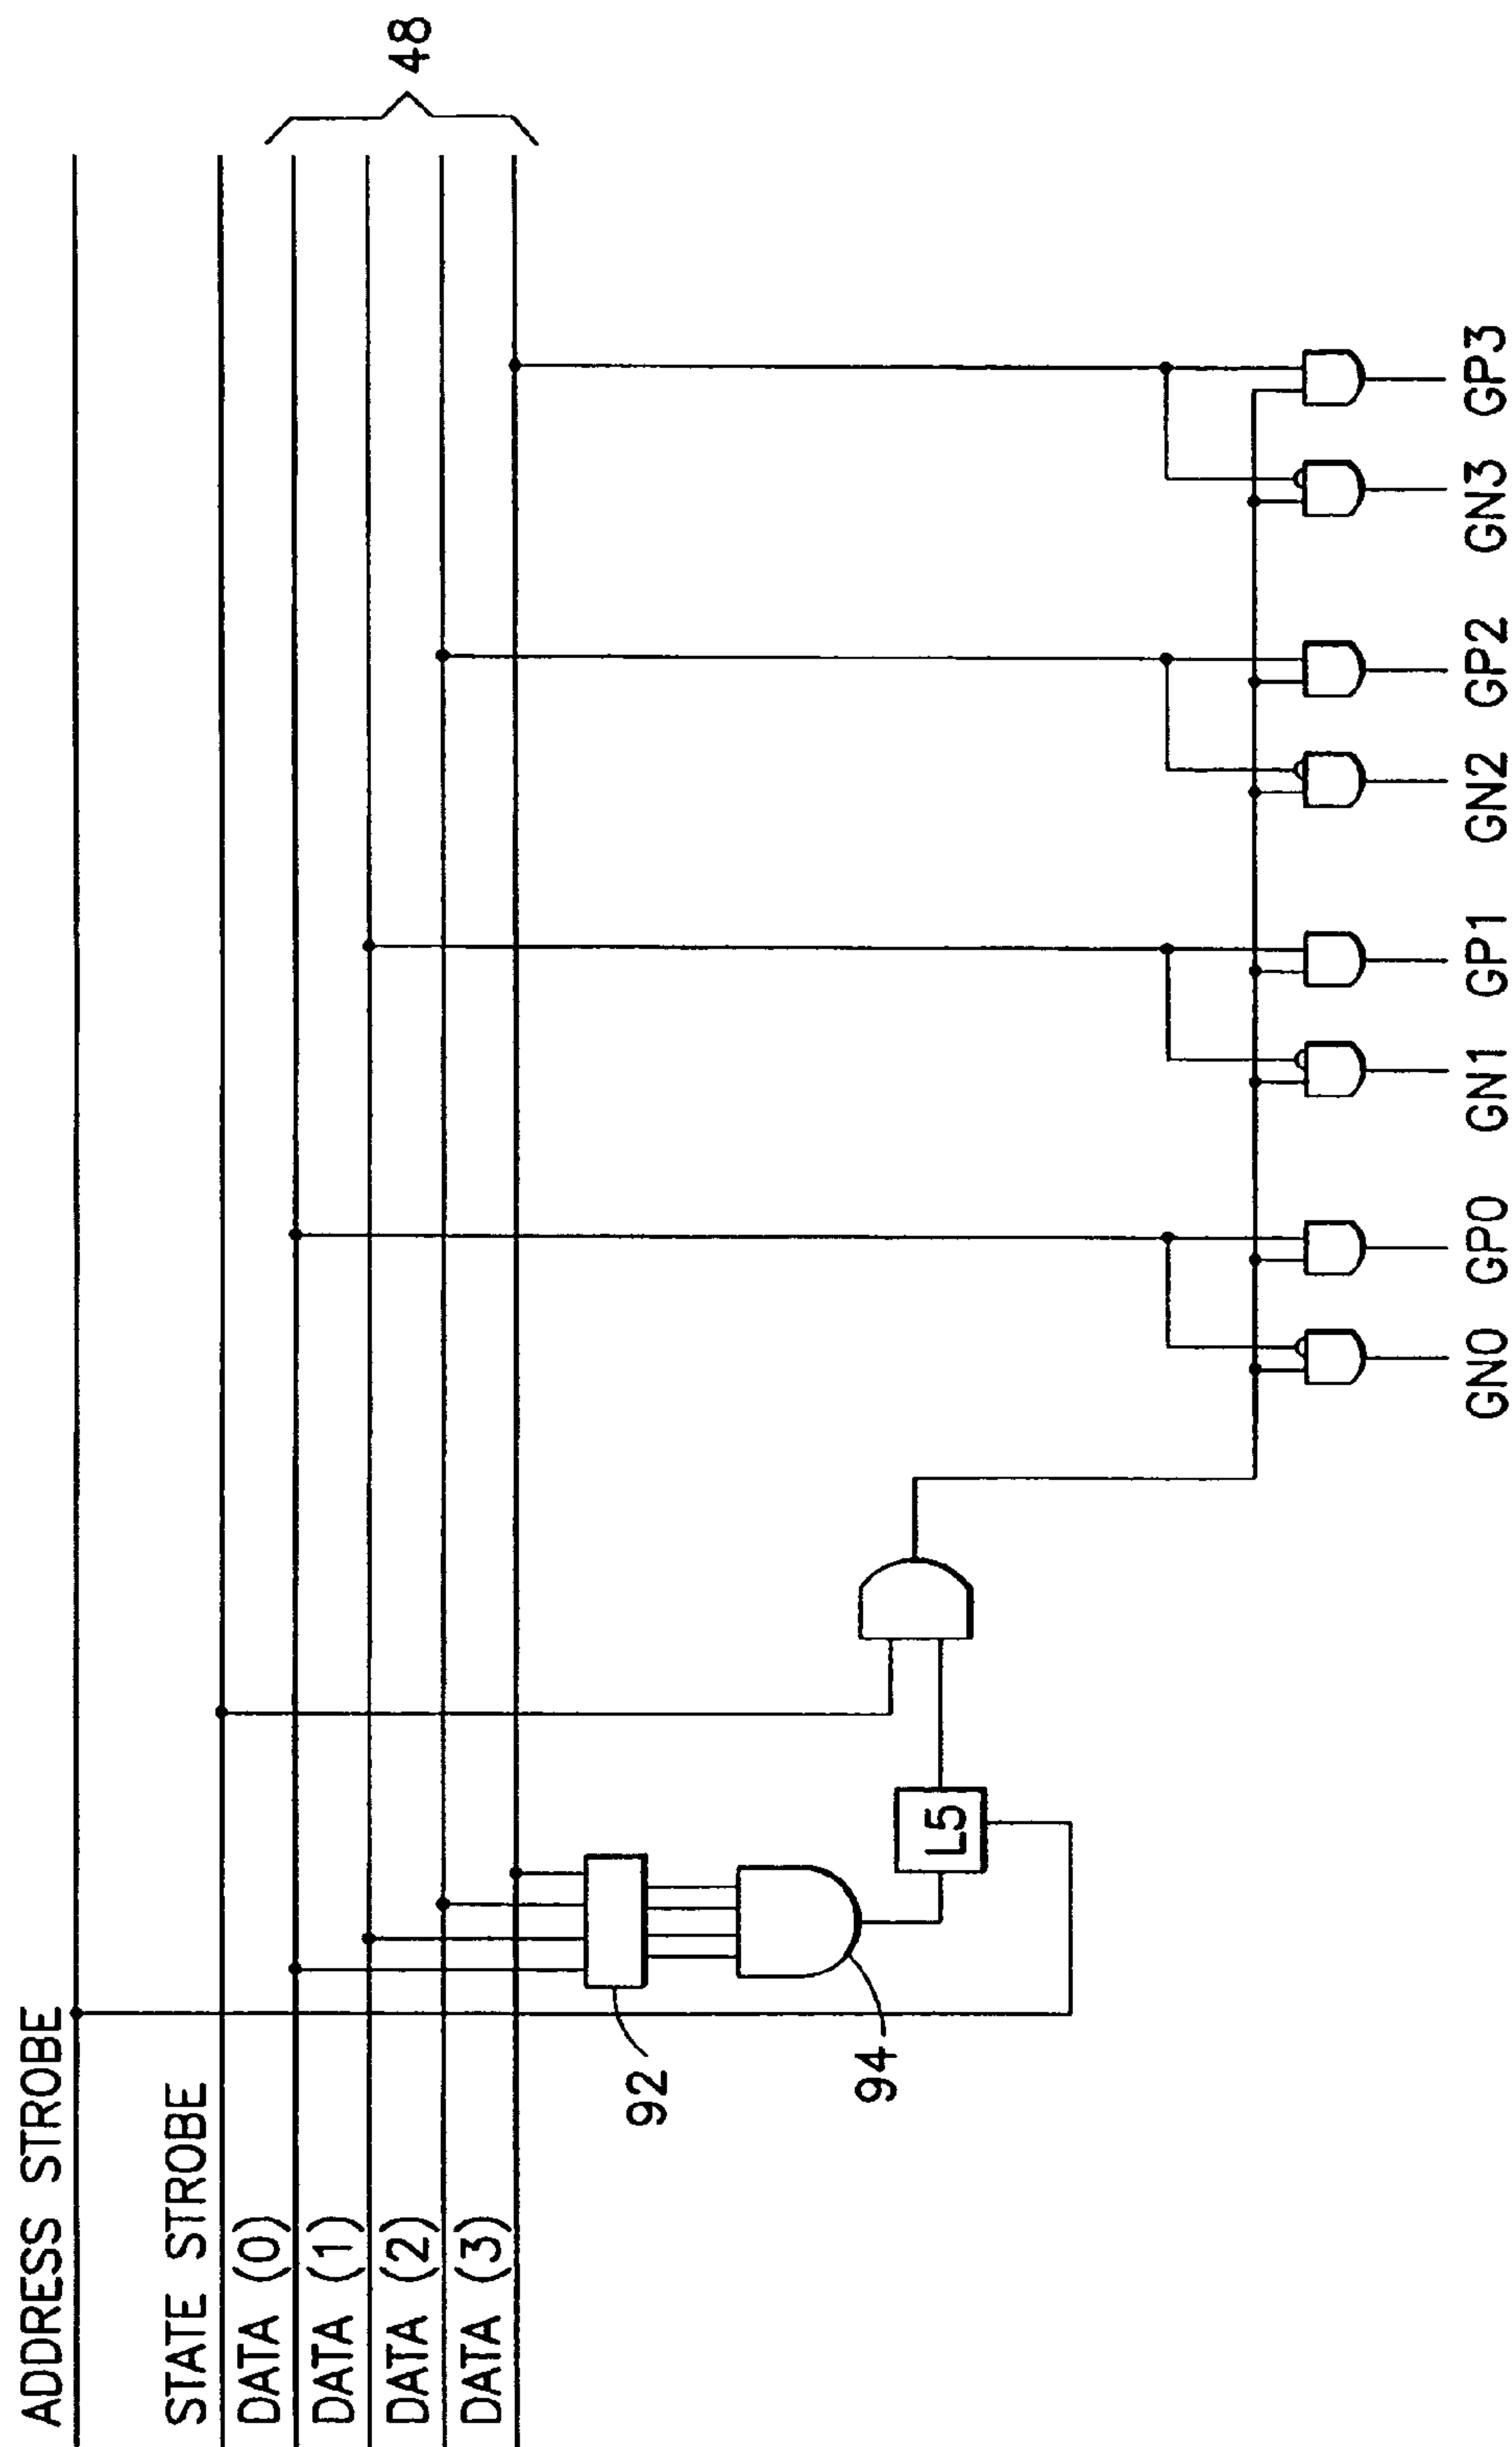 ADDRESS STROBE
STATE STROBE
DATA (0)
DATA (1)
DATA (2)
DATA (3)
48
92
94
L5
GN0 GP0 GN1 GP1 GN2 GP2 GN3 GP3